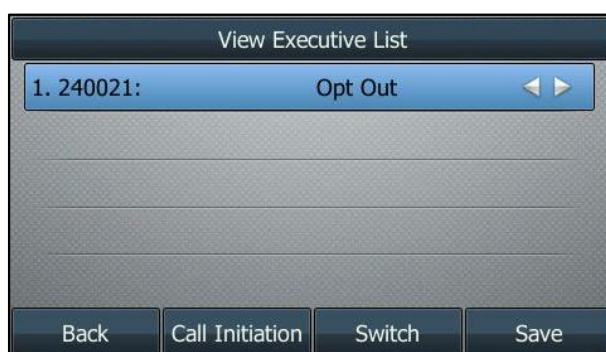 View Executive List
1. 240021: Opt Out
Back Call Initiation Switch Save